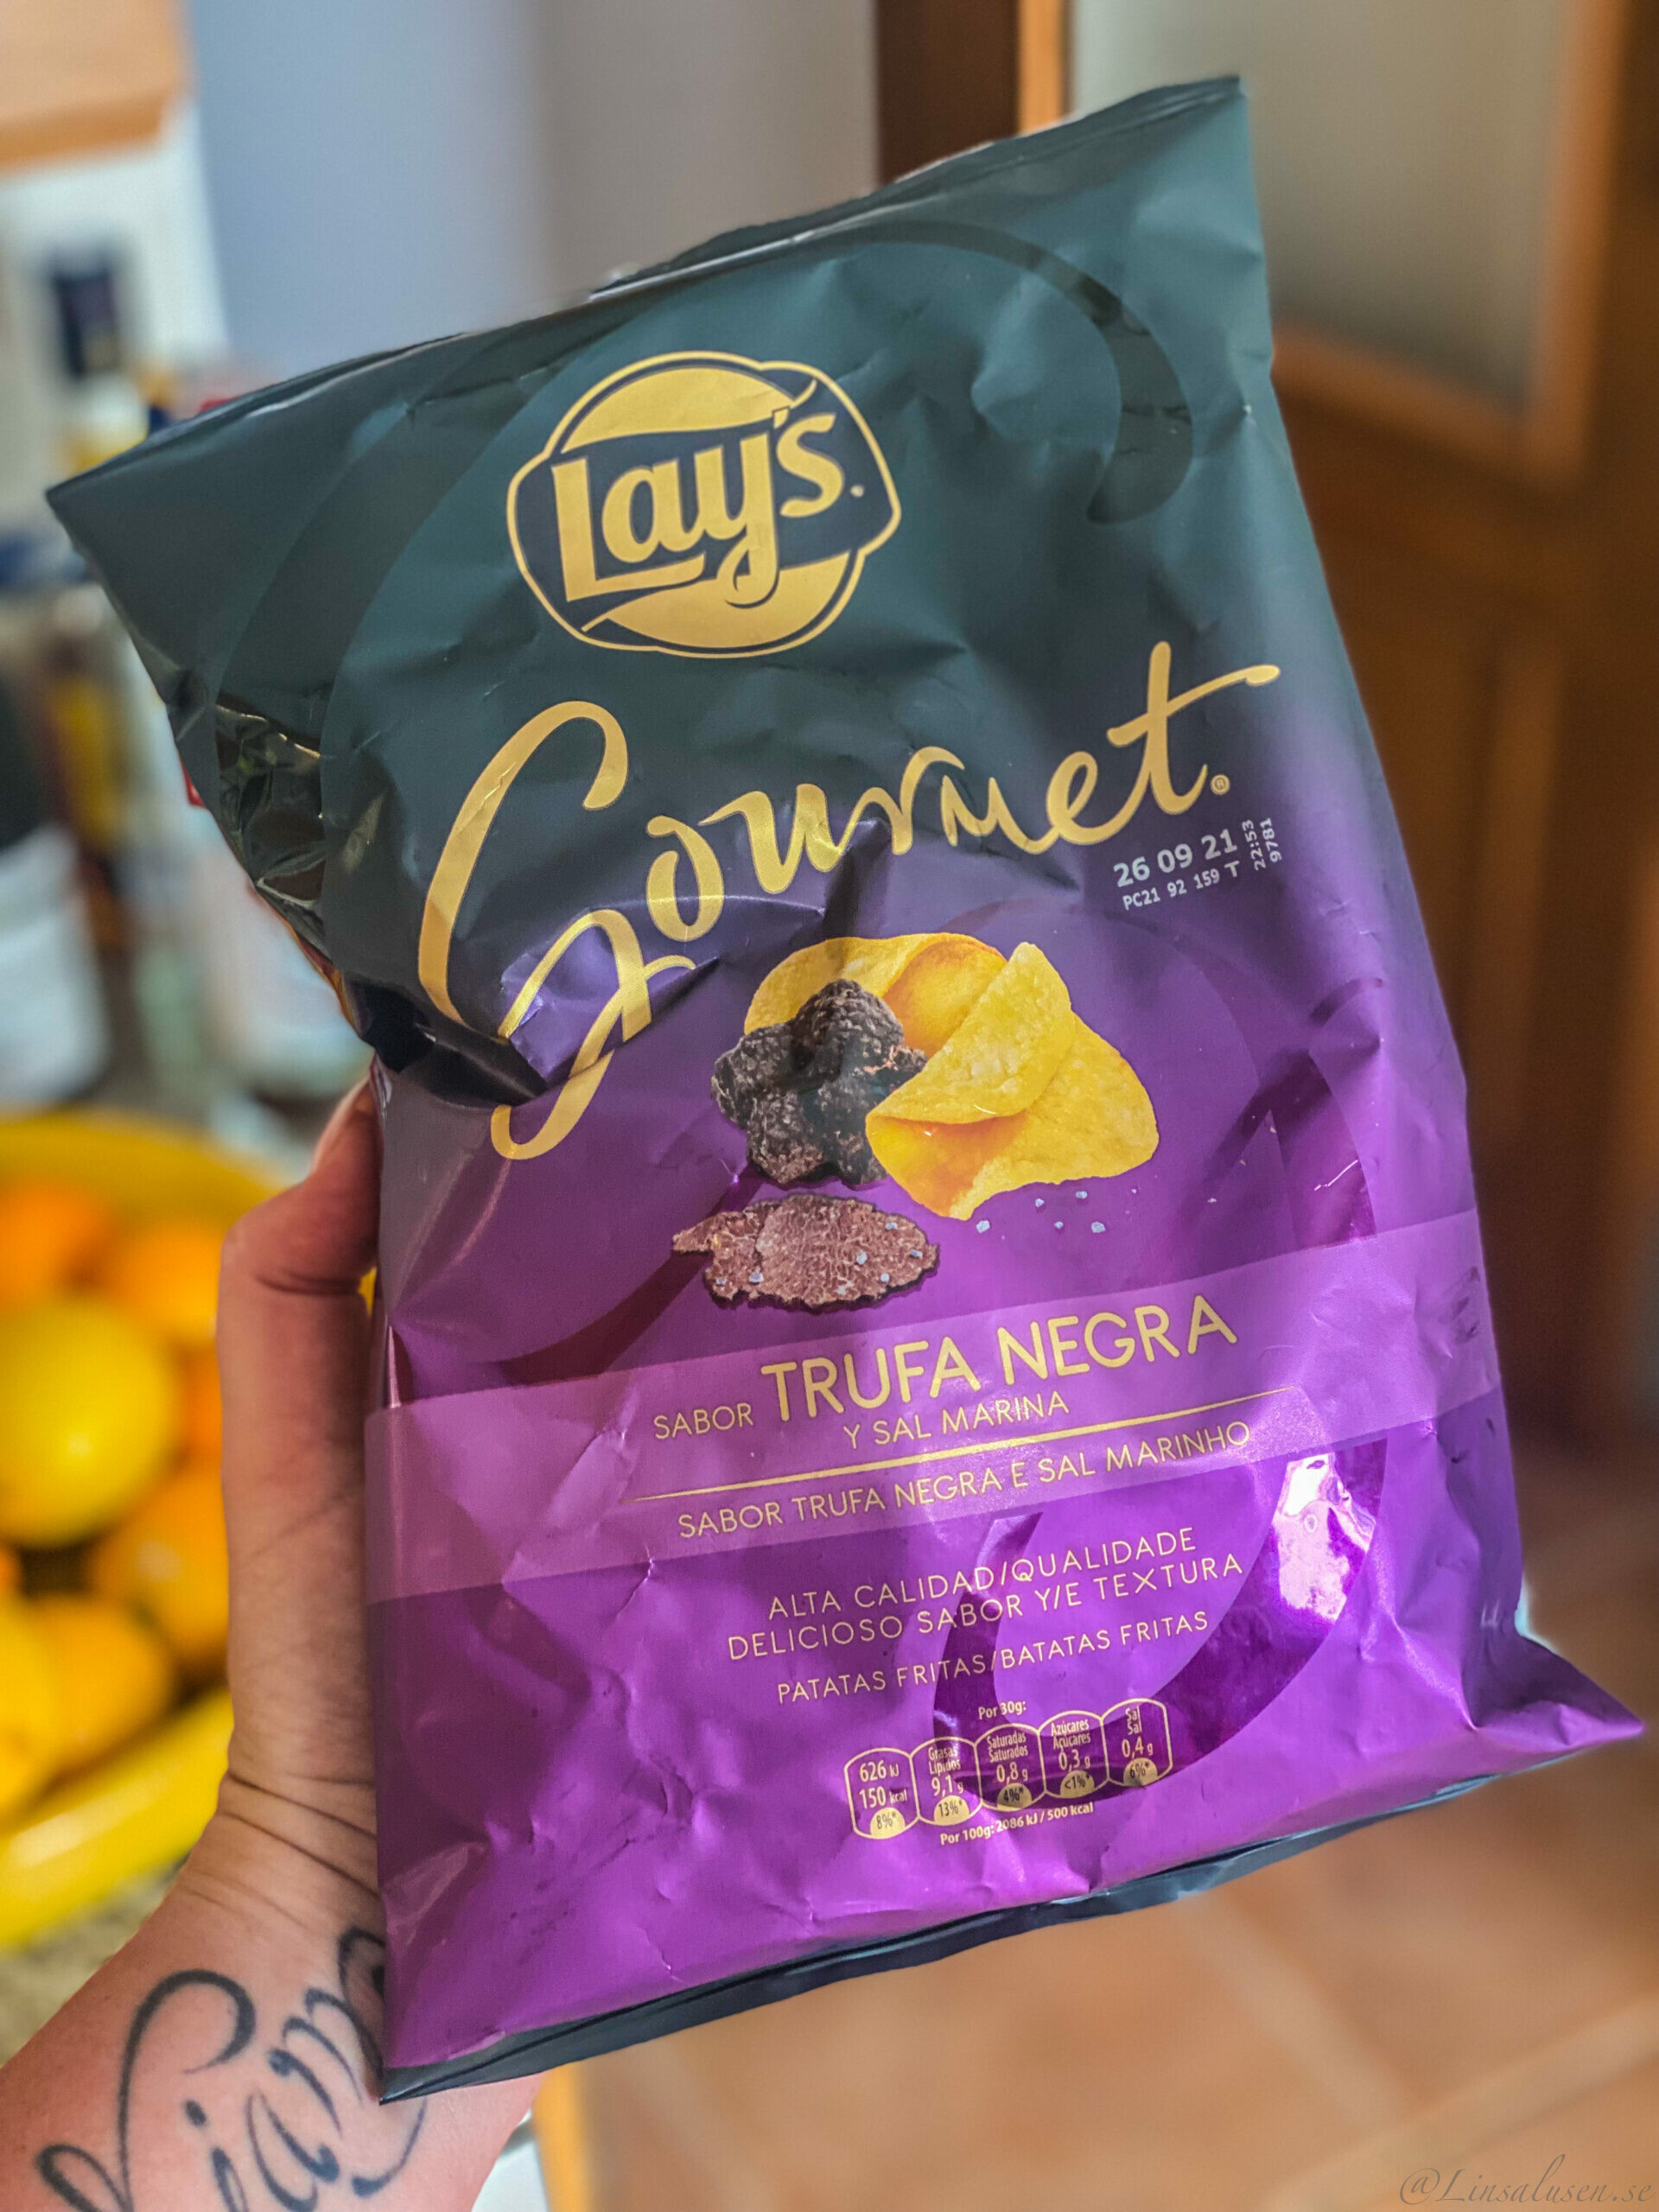 Lay's
Gourmet®
26 09 21
PC21 92 159 T
22:53
9781
SABOR TRUFA NEGRA
Y SAL MARINA
SABOR TRUFA NEGRA E SAL MARINHO
ALTA CALIDAD/QUALIDADE
DELICIOSO SABOR Y/E TEXTURA
PATATAS FRITAS/BATATAS FRITAS
Por 30g:
626 kJ
150 kcal
8%*
Grasas
Lípidos
9,1 g
13%*
Saturadas
Saturados
0,8 g
4%*
Azúcares
Açúcares
0,3 g
<1%*
Sal
Sal
0,4 g
6%*
Por 100g: 2086 kJ / 500 kcal
@Linsalusen.se